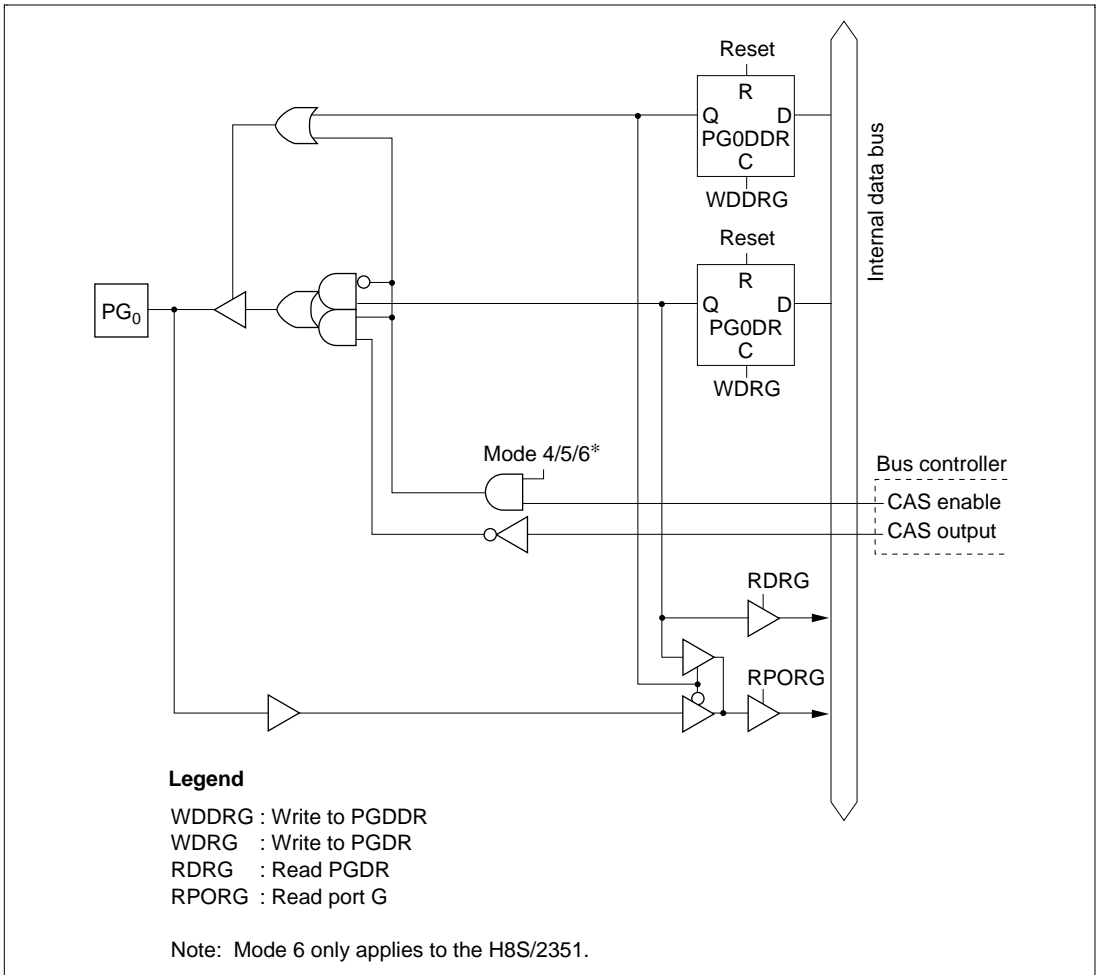 Reset
R
Q D
PG0DDR
C
WDDRG
Internal data bus
Reset
R
Q D
PG0DR
C
WDRG
PG0
Mode 4/5/6*
Bus controller
CAS enable
CAS output
RDRG
RPORG
Legend
WDDRG : Write to PGDDR
WDRG : Write to PGDR
RDRG : Read PGDR
RPORG : Read port G
Note: Mode 6 only applies to the H8S/2351.